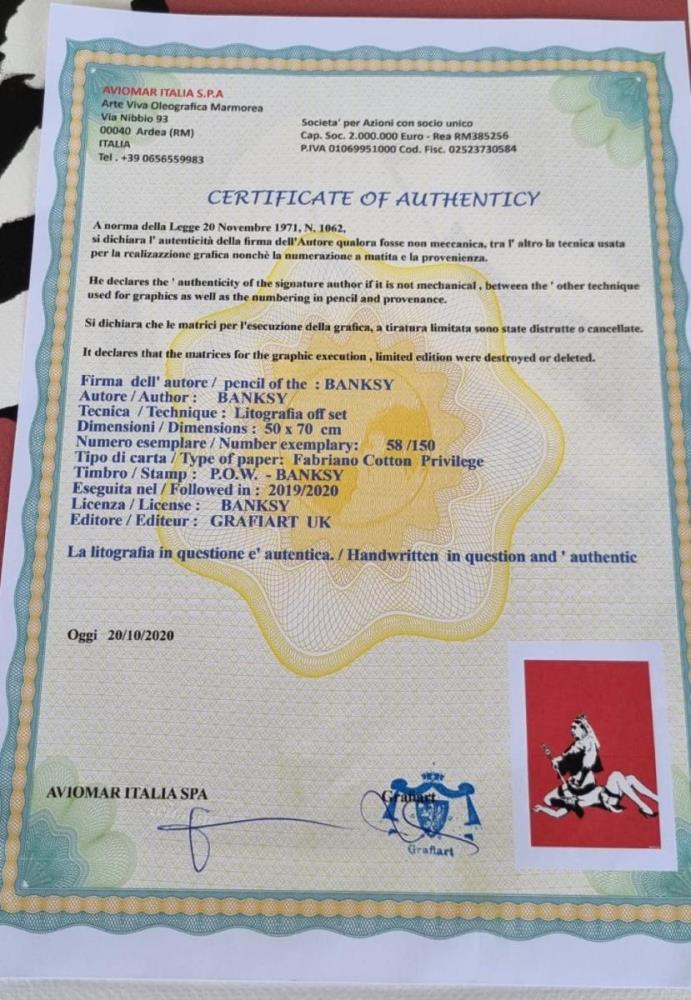 AVIOMAR ITALIA S.P.A
Arte Viva Oleografica Marmorea
Via Nibbio 93
00040 Ardea (RM)
ITALIA
Tel . +39 0656559983
Societa' per Azioni con socio unico
Cap. Soc. 2.000.000 Euro - Rea RM385256
P.IVA 01069951000 Cod. Fisc. 02523730584
CERTIFICATE OF AUTHENTICY
A norma della Legge 20 Novembre 1971, N. 1062,
si dichiara l' autenticità della firma dell'Autore qualora fosse non meccanica, tra l' altro la tecnica usata
per la realizazzione grafica nonchè la numerazione a matita e la provenienza.
He declares the ' authenticity of the signature author if it is not mechanical , between the ' other technique
used for graphics as well as the numbering in pencil and provenance.
Si dichiara che le matrici per l'esecuzione della grafica, a tiratura limitata sono state distrutte o cancellate.
It declares that the matrices for the graphic execution , limited edition were destroyed or deleted.
Firma dell' autore / pencil of the : BANKSY
Autore / Author : BANKSY
Tecnica / Technique : Litografia off set
Dimensioni / Dimensions : 50 x 70 cm
Numero esemplare / Number exemplary: 58 /150
Tipo di carta / Type of paper: Fabriano Cotton Privilege
Timbro / Stamp : P.O.W. - BANKSY
Eseguita nel / Followed in : 2019/2020
Licenza / License : BANKSY
Editore / Editeur : GRAFIART UK
La litografia in questione e' autentica. / Handwritten in question and ' authentic
Oggi 20/10/2020
AVIOMAR ITALIA SPA
Grafiart
Grafiart